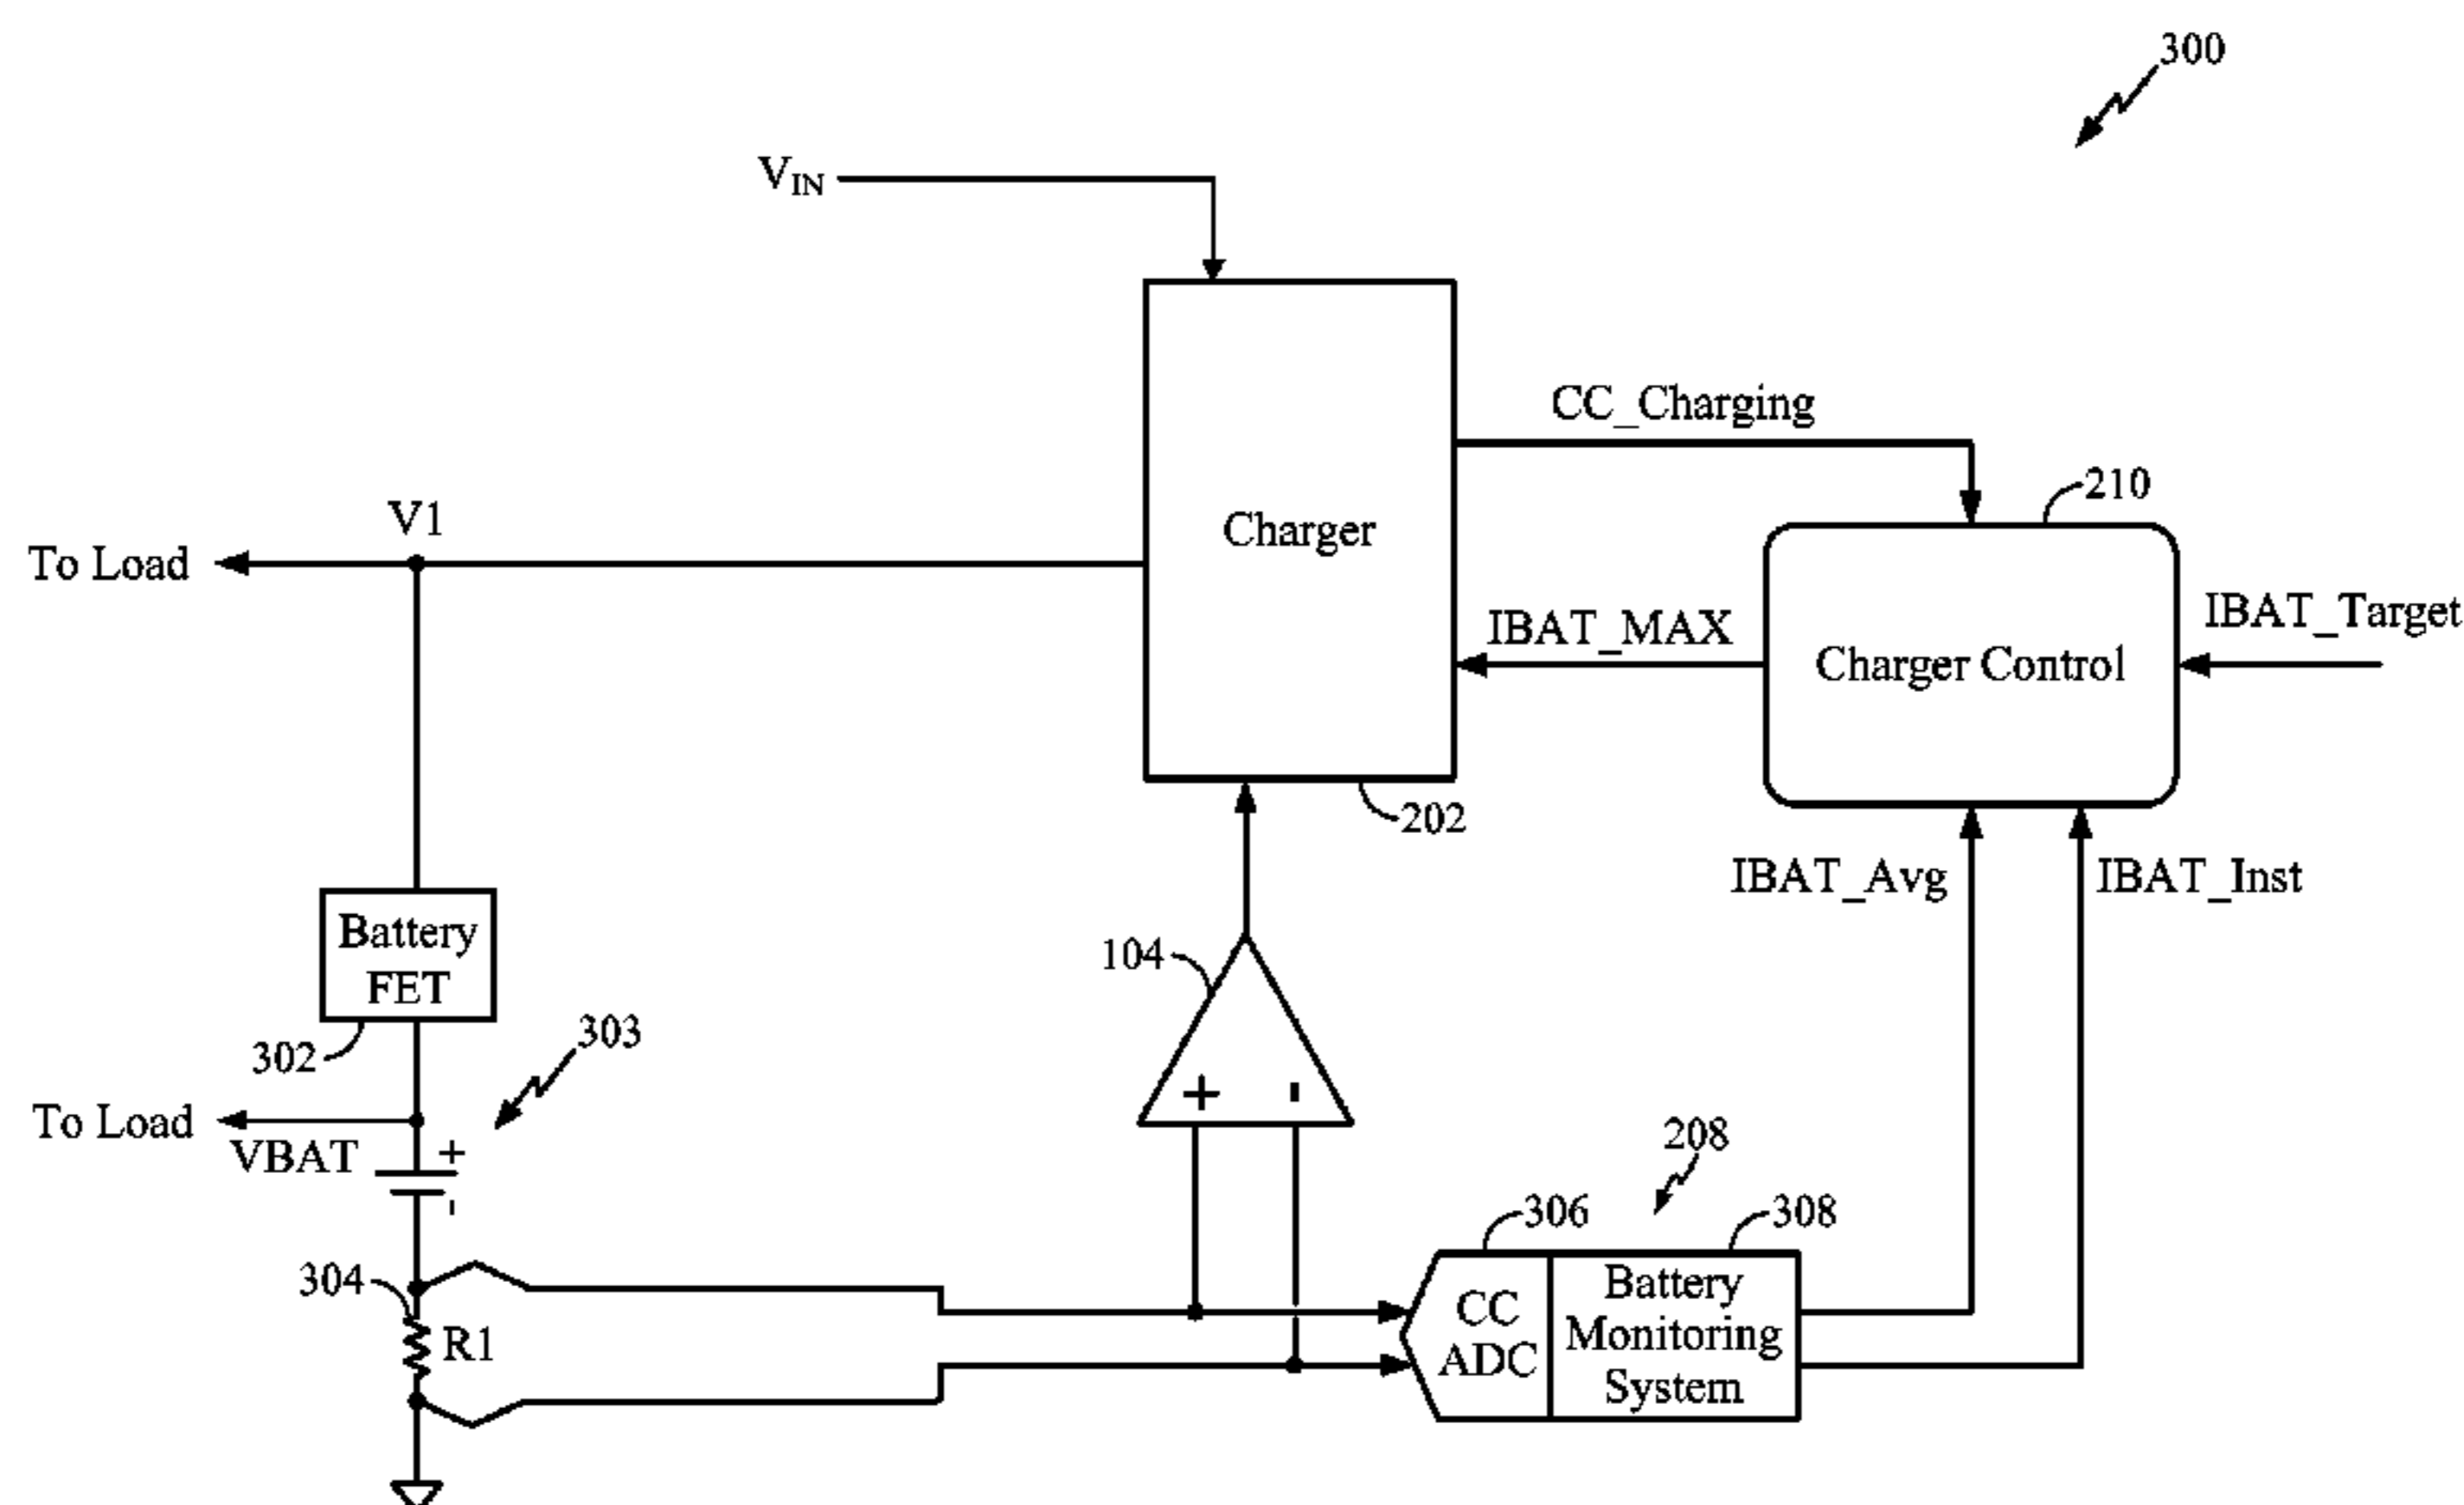 300
VIN
CC_Charging
210
V1
To Load
Charger
IBAT_MAX
IBAT_Target
Charger Control
202
IBAT_Avg
IBAT_Inst
Battery
FET
104
302
303
+ -
To Load
VBAT
+
-
208
306
308
304
R1
CC
ADC
Battery
Monitoring
System